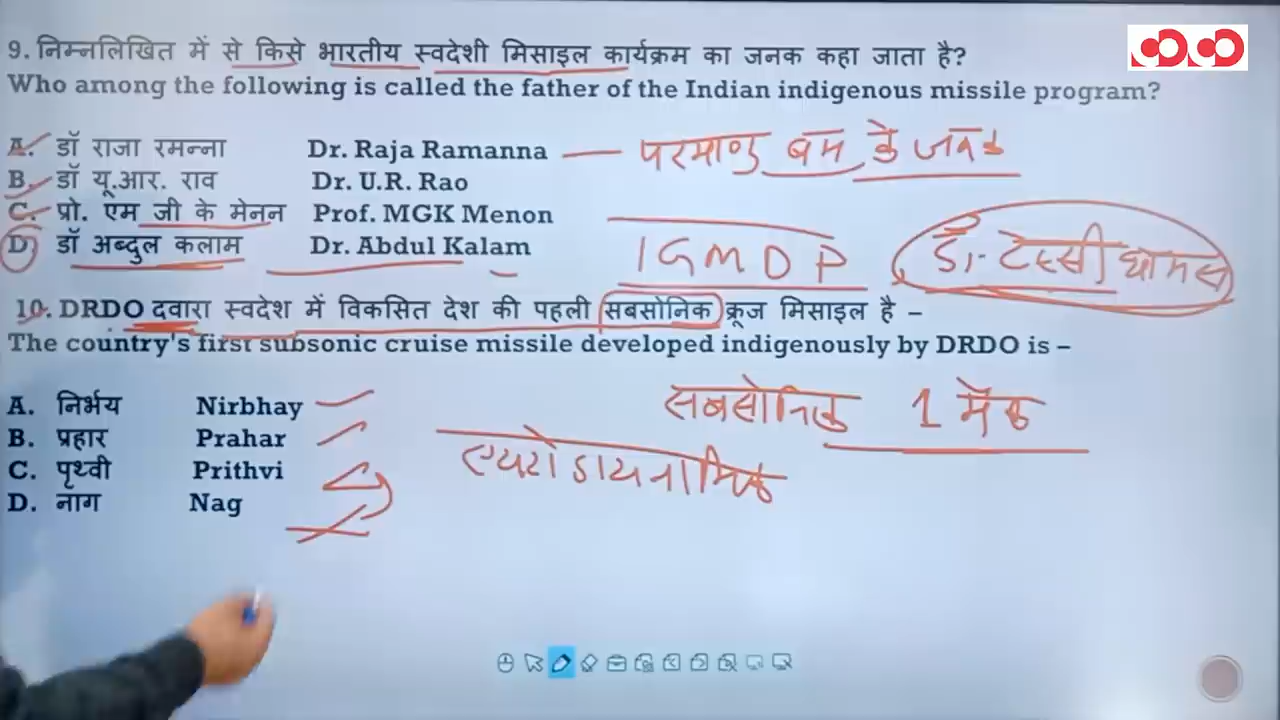 9. निम्नलिखित में से किसे भारतीय स्वदेशी मिसाइल कार्यक्रम का जनक कहा जाता है?
Who among the following is called the father of the Indian indigenous missile program?
A. डॉ राजा रमन्ना Dr. Raja Ramanna — परमाणु बम के जनक
B. डॉ यू.आर. राव Dr. U.R. Rao
C. प्रो. एम जी के मेनन Prof. MGK Menon
D. डॉ अब्दुल कलाम Dr. Abdul Kalam IGMDP डॉ. टेस्सी थामस
10. DRDO दवारा स्वदेश में विकसित देश की पहली सबसोनिक क्रूज मिसाइल है –
The country's first subsonic cruise missile developed indigenously by DRDO is –
A. निर्भय Nirbhay सबसोनिक 1 मैक
B. प्रहार Prahar
C. पृथ्वी Prithvi एयरोडायनामिक
D. नाग Nag